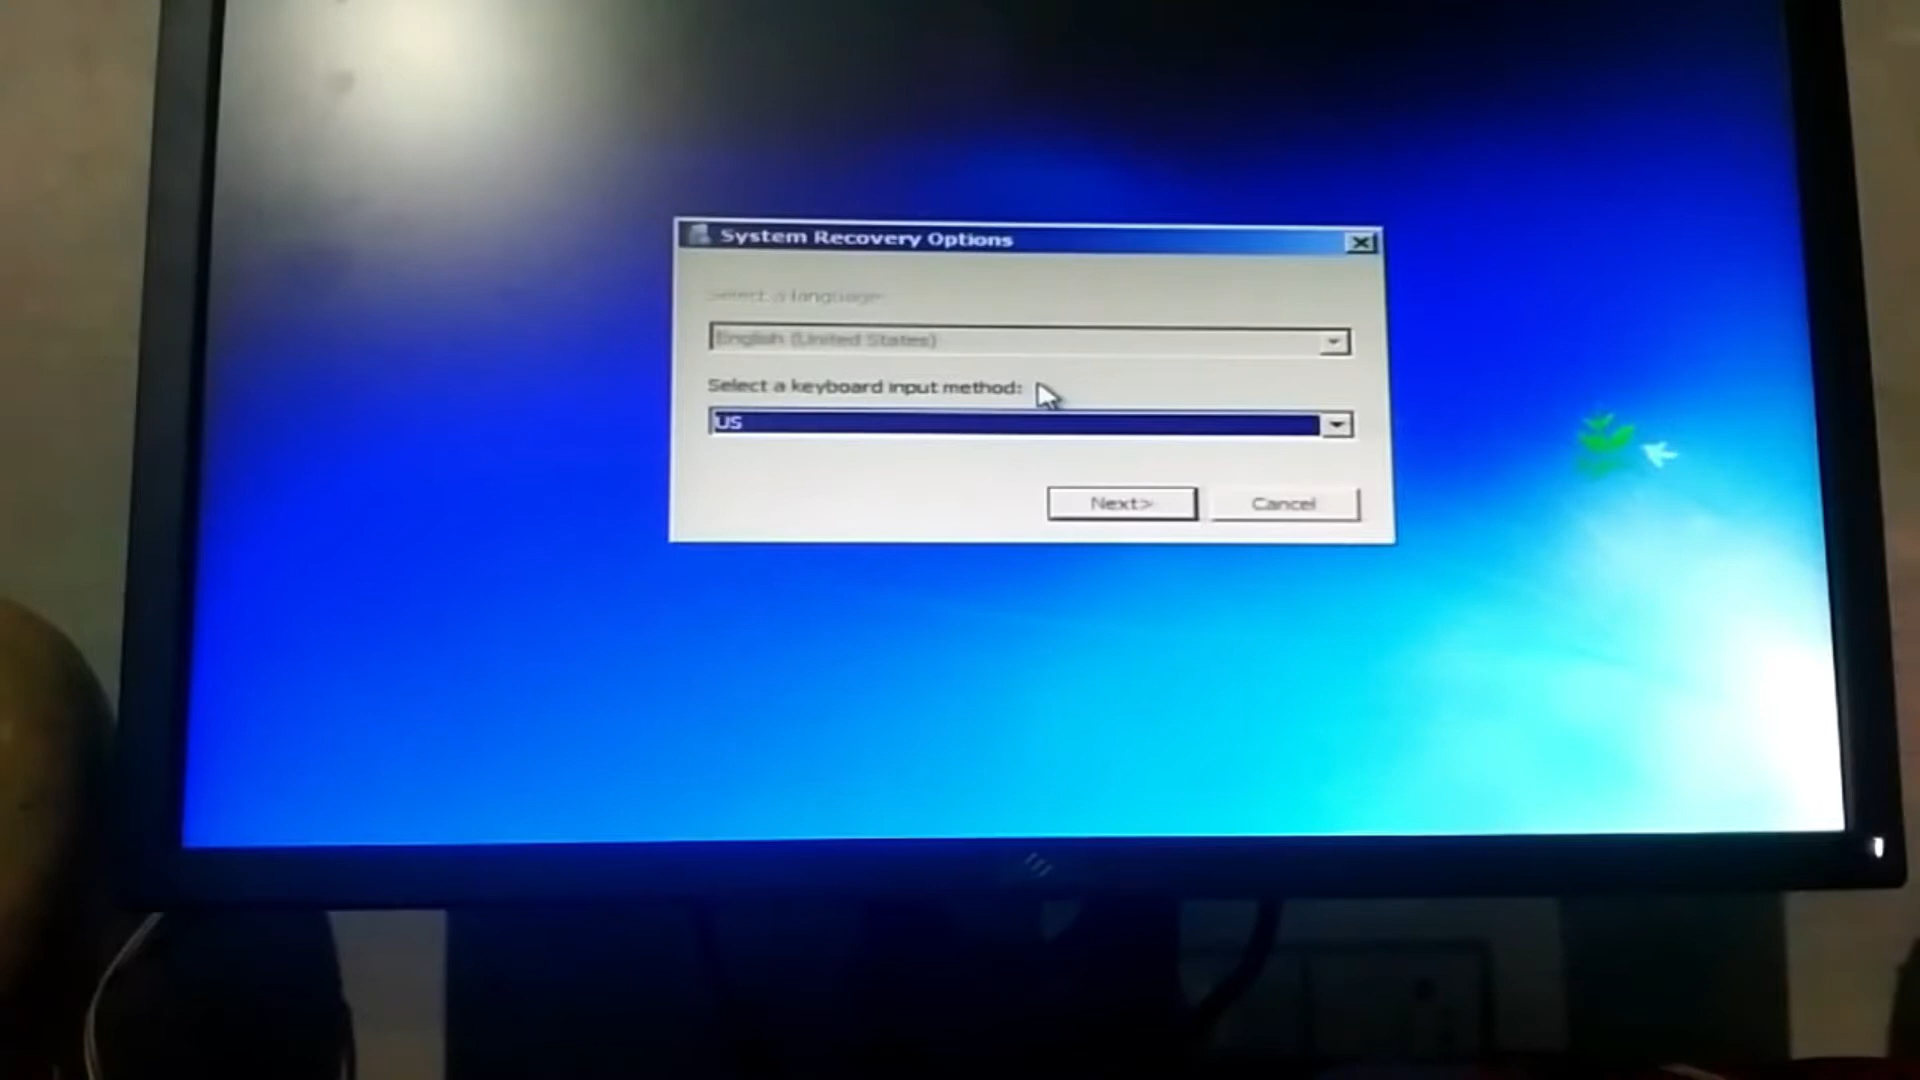 System Recovery Options
Select a language:
English (United States)
Select a keyboard input method:
US
Next>
Cancel